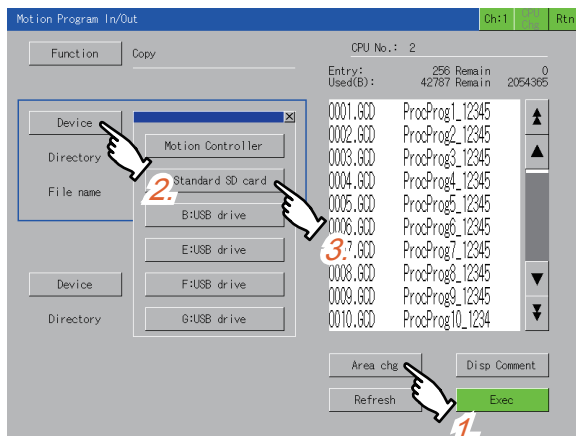 Motion Program In/Out
Ch:1 CPU Chg Rtn
Function Copy
CPU No.: 2
Entry: 256 Remain 0
Used(B): 42787 Remain 2054365
Device
Directory
File name
Device
Directory
Motion Controller
2. Standard SD card
B:USB drive
E:USB drive
F:USB drive
G:USB drive
0001.GCD ProcProg1_12345
0002.GCD ProcProg2_12345
0003.GCD ProcProg3_12345
0004.GCD ProcProg4_12345
0005.GCD ProcProg5_12345
0006.GCD ProcProg6_12345
3. 7.GCD ProcProg7_12345
0008.GCD ProcProg8_12345
0009.GCD ProcProg9_12345
0010.GCD ProcProg10_1234
Area chg Disp Comment
Refresh Exec
1.